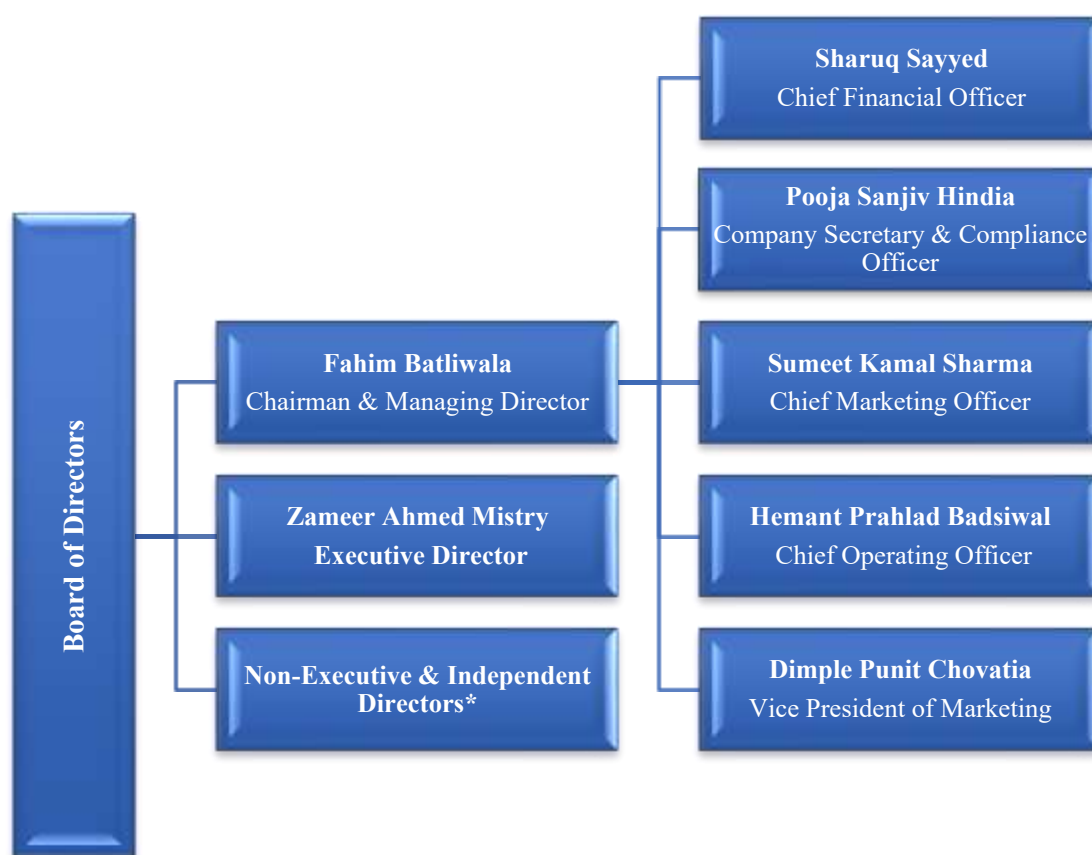 Board of Directors
Fahim Batliwala
Chairman & Managing Director
Zameer Ahmed Mistry
Executive Director
Non-Executive & Independent
Directors*
Sharuq Sayyed
Chief Financial Officer
Pooja Sanjiv Hindia
Company Secretary & Compliance
Officer
Sumeet Kamal Sharma
Chief Marketing Officer
Hemant Prahlad Badsiwal
Chief Operating Officer
Dimple Punit Chovatia
Vice President of Marketing